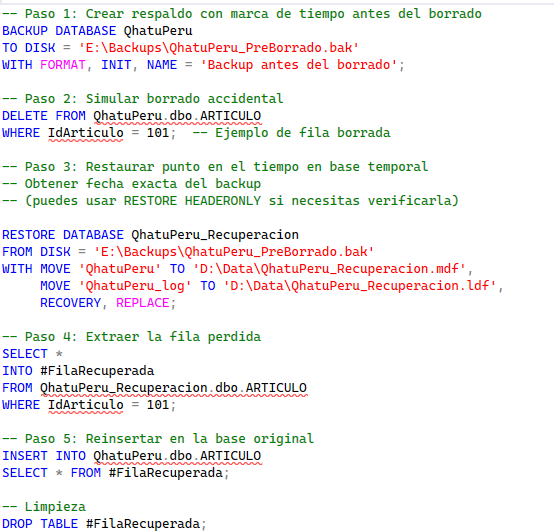 -- Paso 1: Crear respaldo con marca de tiempo antes del borrado
BACKUP DATABASE QhatuPeru
TO DISK = 'E:\Backups\QhatuPeru_PreBorrado.bak'
WITH FORMAT, INIT, NAME = 'Backup antes del borrado';

-- Paso 2: Simular borrado accidental
DELETE FROM QhatuPeru.dbo.ARTICULO
WHERE IdArticulo = 101;  -- Ejemplo de fila borrada

-- Paso 3: Restaurar punto en el tiempo en base temporal
-- Obtener fecha exacta del backup
-- (puedes usar RESTORE HEADERONLY si necesitas verificarla)

RESTORE DATABASE QhatuPeru_Recuperacion
FROM DISK = 'E:\Backups\QhatuPeru_PreBorrado.bak'
WITH MOVE 'QhatuPeru' TO 'D:\Data\QhatuPeru_Recuperacion.mdf',
     MOVE 'QhatuPeru_log' TO 'D:\Data\QhatuPeru_Recuperacion.ldf',
     RECOVERY, REPLACE;

-- Paso 4: Extraer la fila perdida
SELECT *
INTO #FilaRecuperada
FROM QhatuPeru_Recuperacion.dbo.ARTICULO
WHERE IdArticulo = 101;

-- Paso 5: Reinsertar en la base original
INSERT INTO QhatuPeru.dbo.ARTICULO
SELECT * FROM #FilaRecuperada;

-- Limpieza
DROP TABLE #FilaRecuperada;